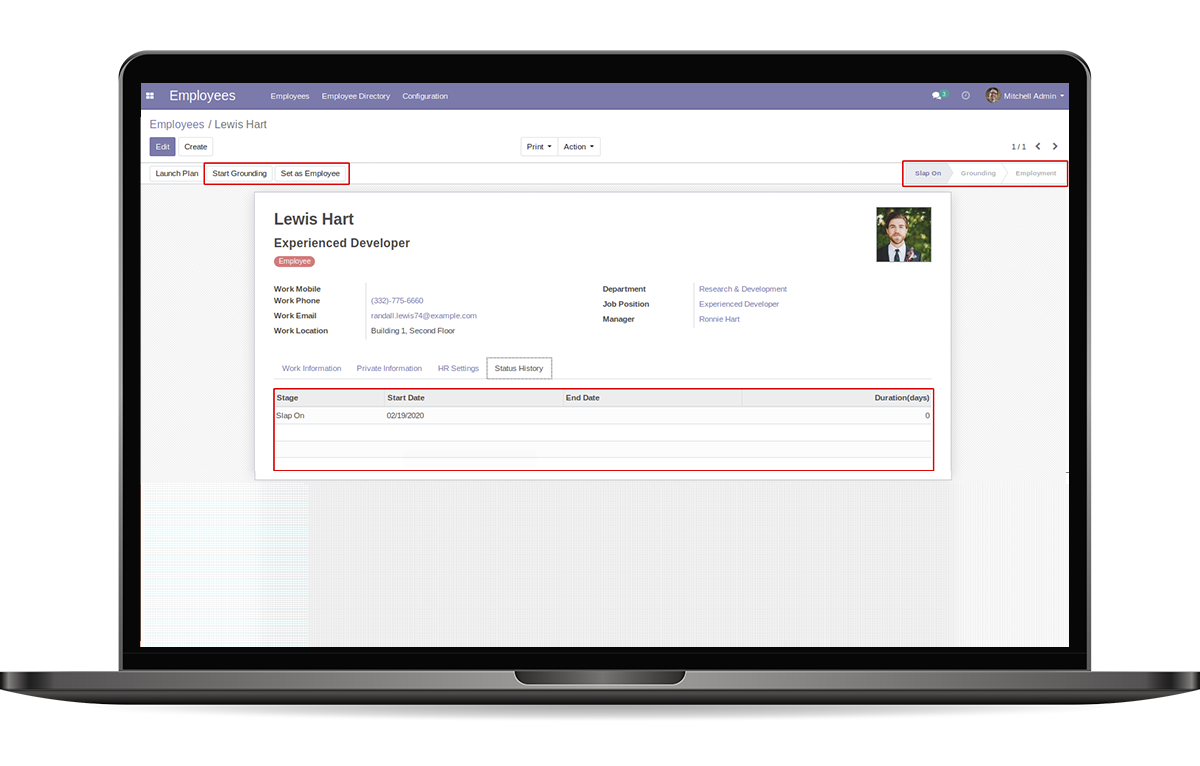 Employees Employees Employee Directory Configuration 2 Mitchell Admin
Employees / Lewis Hart
Edit Create Print Action 1 / 1
Launch Plan Start Grounding Set as Employee Slap On Grounding Employment
Lewis Hart
Experienced Developer
Employee
Work Mobile
Work Phone (332)-775-6660
Work Email randall.lewis74@example.com
Work Location Building 1, Second Floor
Department Research & Development
Job Position Experienced Developer
Manager Ronnie Hart
Work Information Private Information HR Settings Status History
Stage Start Date End Date Duration(days)
Slap On 02/19/2020 0